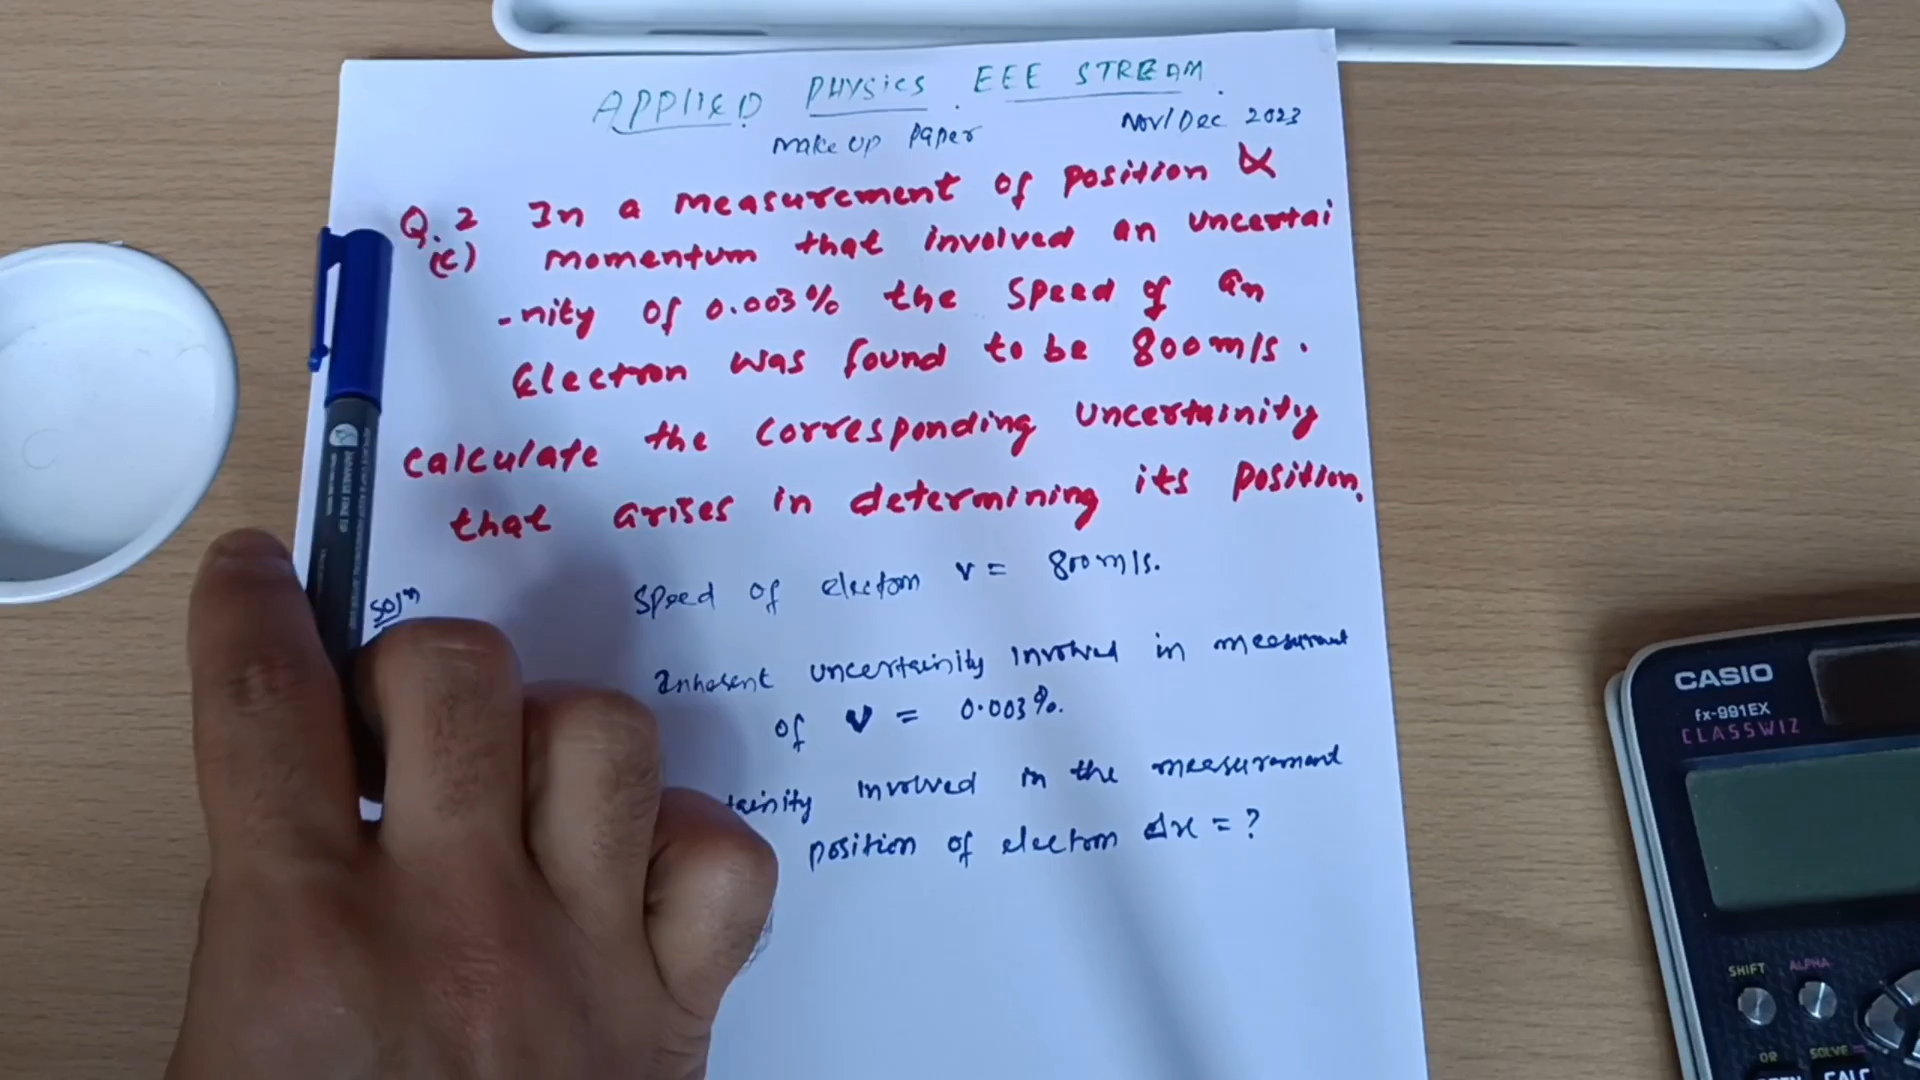 APPLIED PHYSICS EEE STREAM
Make up paper Nov/Dec 2023
Q.2 In a measurement of position &
(c) momentum that involved an uncertai
-nity of 0.003% the speed of an
Electron was found to be 800m/s.
Calculate the corresponding uncertainity
that arises in determining its position.
Soln
Speed of electron v = 800m/s.
Inherent uncertainity involved in measurement
of v = 0.003%.
tainity involved in the measurement
position of electron Δx = ?
CASIO
fx-991EX
CLASSWIZ
SHIFT ALPHA
SOLVE =
CALC